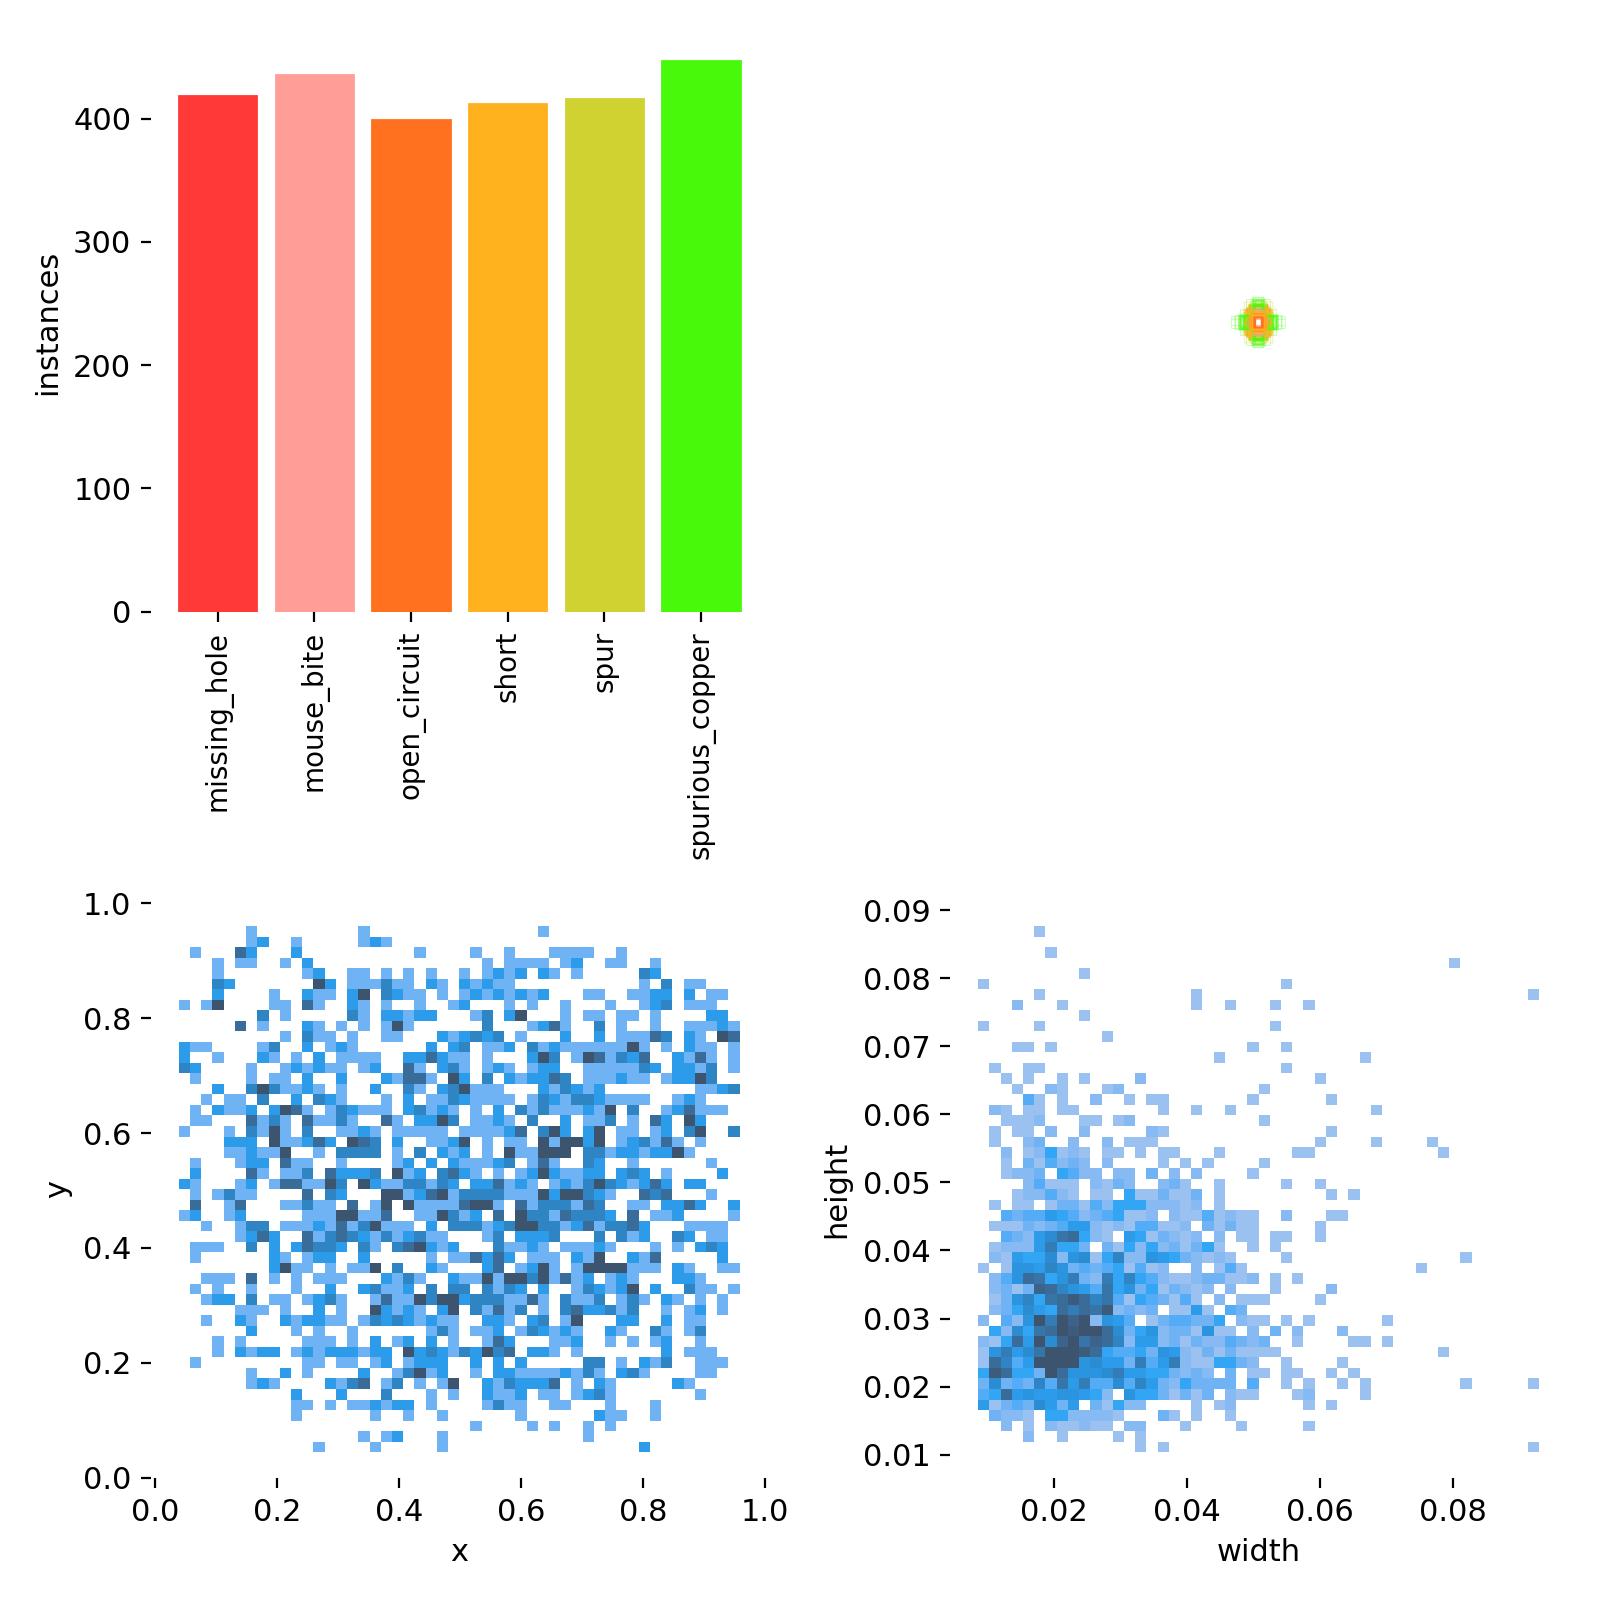 400
300
200
100
0
instances
missing_hole
mouse_bite
open_circuit
short
spur
spurious_copper
1.0
0.8
0.6
0.4
0.2
0.0
y
0.0 0.2 0.4 0.6 0.8 1.0
x
0.09
0.08
0.07
0.06
0.05
0.04
0.03
0.02
0.01
height
0.02 0.04 0.06 0.08
width